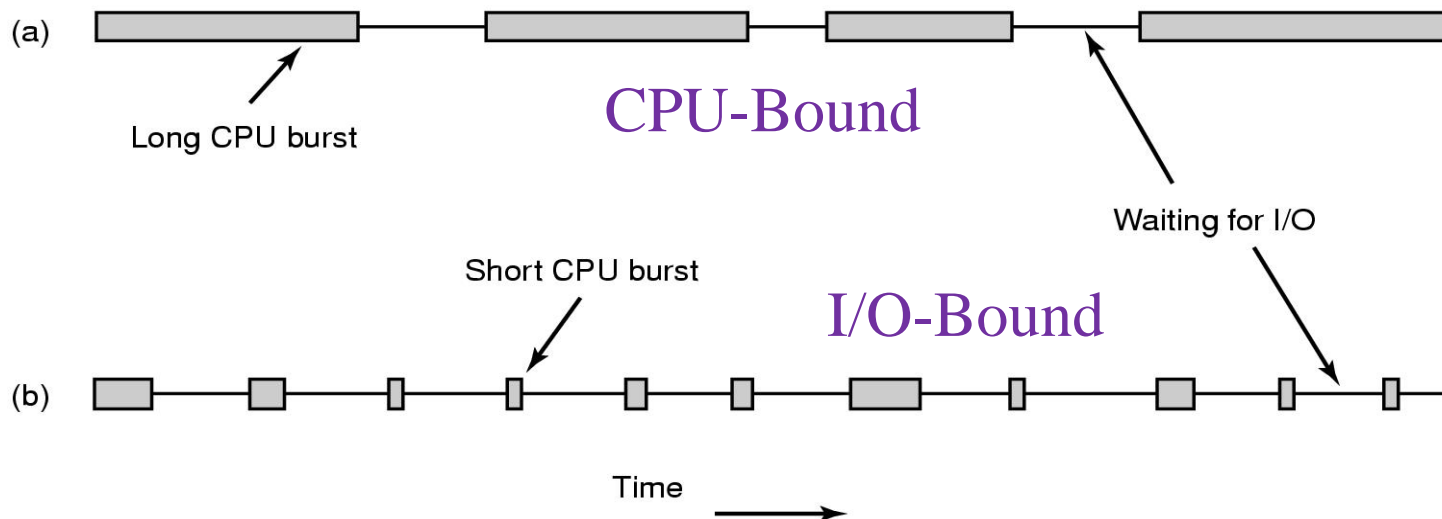 (a)
Long CPU burst
CPU-Bound
Waiting for I/O
Short CPU burst
I/O-Bound
(b)
Time